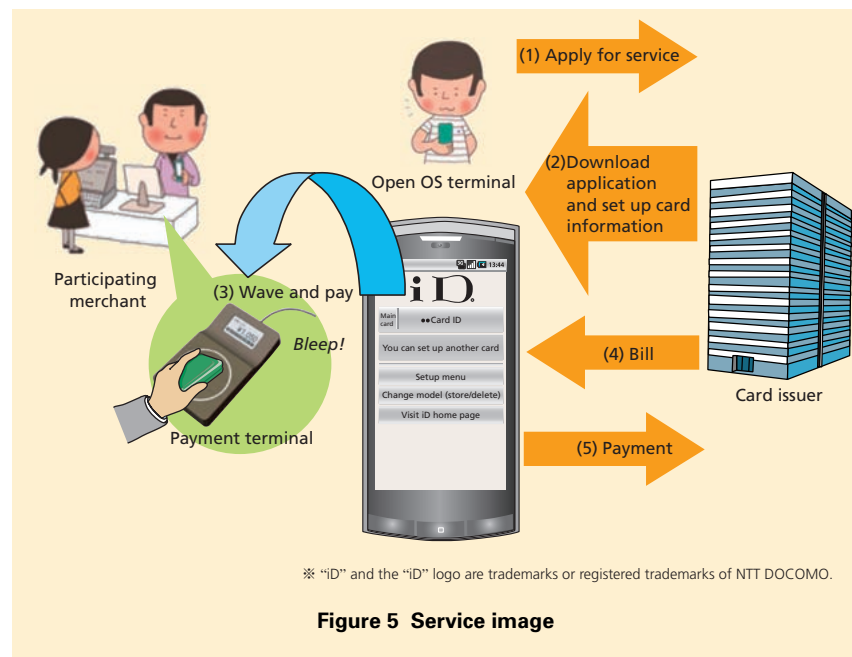 (1) Apply for service
(2)Download
application
and set up card
information
Open OS terminal
Participating
merchant
(3) Wave and pay
Bleep!
Payment terminal
13:44
iD
Main
card
●●Card ID
You can set up another card
Setup menu
Change model (store/delete)
Visit iD home page
(4) Bill
Card issuer
(5) Payment
※ “iD” and the “iD” logo are trademarks or registered trademarks of NTT DOCOMO.
Figure 5 Service image